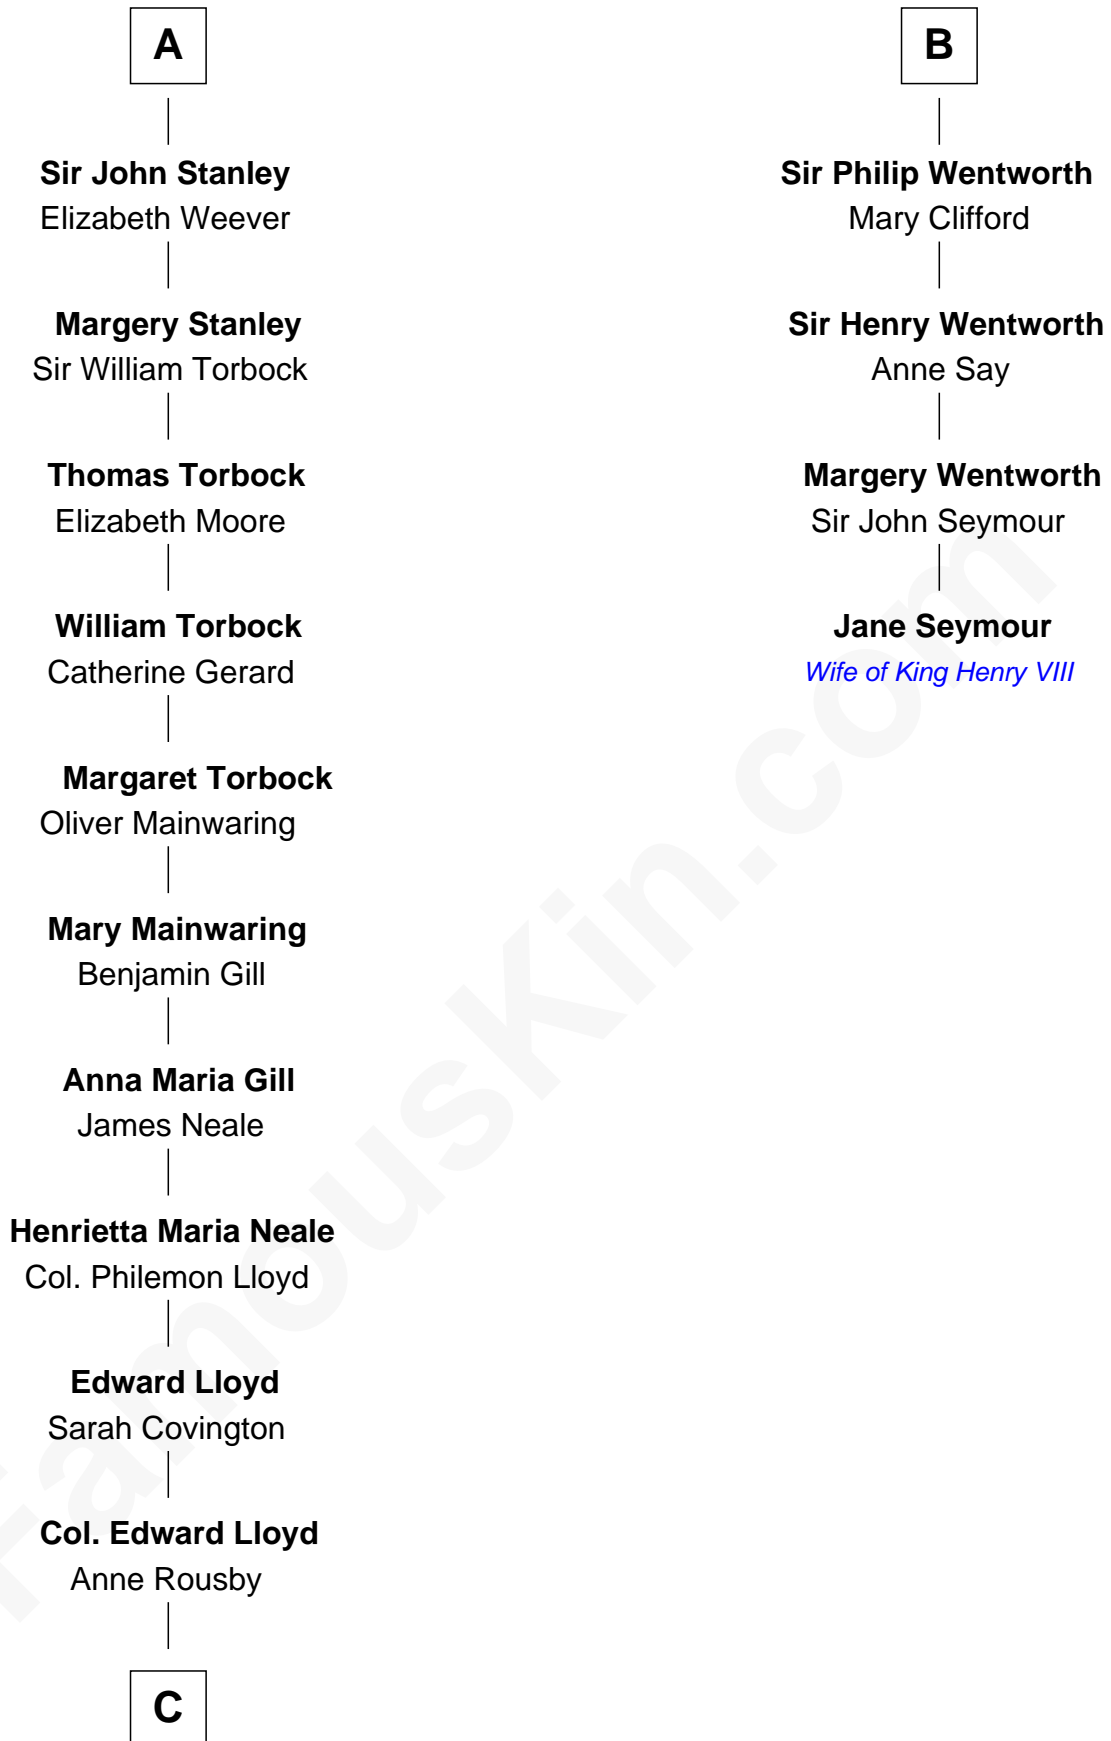 A
Sir John Stanley
Elizabeth Weever
Margery Stanley
Sir William Torbock
Thomas Torbock
Elizabeth Moore
William Torbock
Catherine Gerard
Margaret Torbock
Oliver Mainwaring
Mary Mainwaring
Benjamin Gill
Anna Maria Gill
James Neale
Henrietta Maria Neale
Col. Philemon Lloyd
Edward Lloyd
Sarah Covington
Col. Edward Lloyd
Anne Rousby
C
B
Sir Philip Wentworth
Mary Clifford
Sir Henry Wentworth
Anne Say
Margery Wentworth
Sir John Seymour
Jane Seymour
Wife of King Henry VIII
FamousKin.com